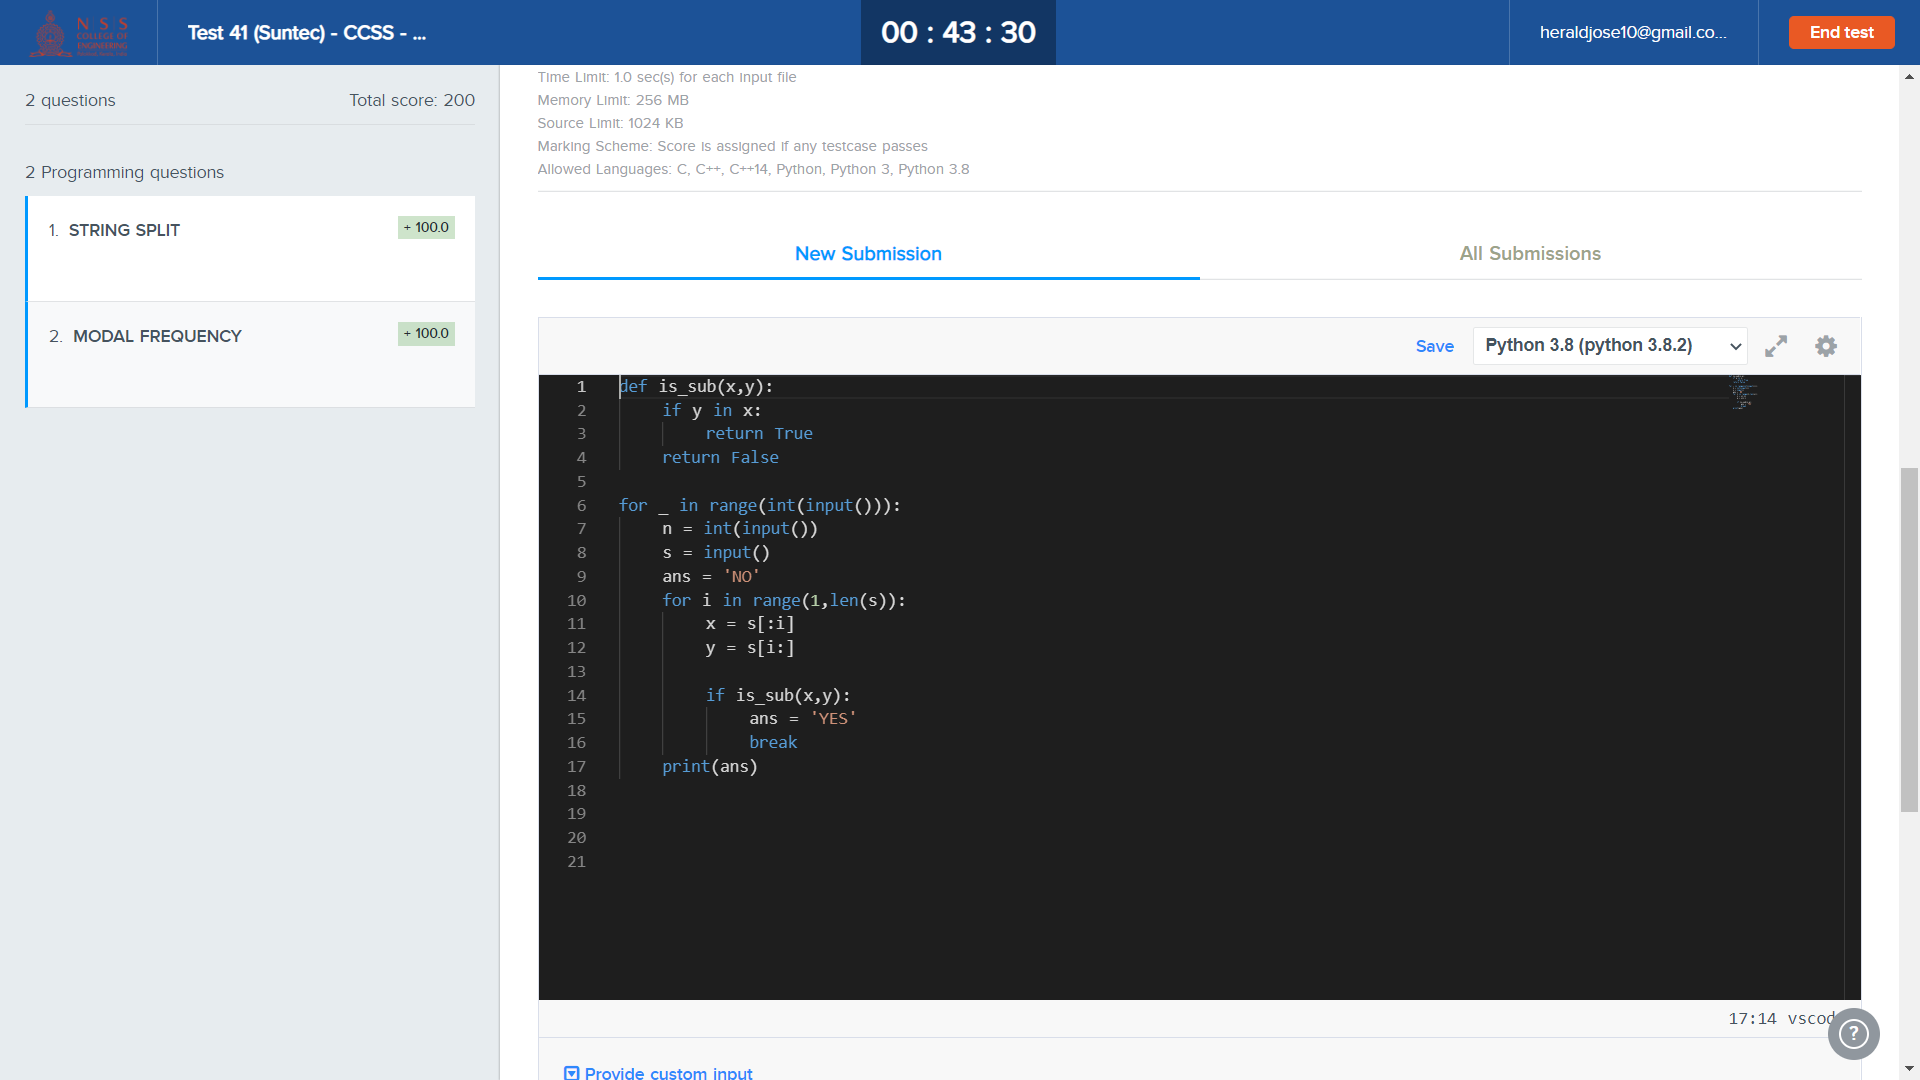 N S S
COLLEGE OF
ENGINEERING
Test 41 (Suntec) - CCSS - ...
00 : 43 : 30
heraldjose10@gmail.co...
End test
2 questions
Total score: 200
2 Programming questions
1. STRING SPLIT
+ 100.0
2. MODAL FREQUENCY
+ 100.0
Time Limit: 1.0 sec(s) for each input file
Memory Limit: 256 MB
Source Limit: 1024 KB
Marking Scheme: Score is assigned if any testcase passes
Allowed Languages: C, C++, C++14, Python, Python 3, Python 3.8
New Submission
All Submissions
Save
Python 3.8 (python 3.8.2)
1 def is_sub(x,y):
2 if y in x:
3 return True
4 return False
5
6 for _ in range(int(input())):
7 n = int(input())
8 s = input()
9 ans = 'NO'
10 for i in range(1,len(s)):
11 x = s[:i]
12 y = s[i:]
13
14 if is_sub(x,y):
15 ans = 'YES'
16 break
17 print(ans)
18
19
20
21
17:14 vscod
?
Provide custom input